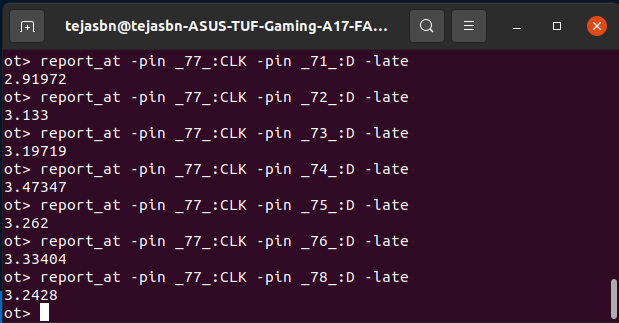 tejasbn@tejasbn-ASUS-TUF-Gaming-A17-FA...
ot> report_at -pin _77_:CLK -pin _71_:D -late
2.91972
ot> report_at -pin _77_:CLK -pin _72_:D -late
3.133
ot> report_at -pin _77_:CLK -pin _73_:D -late
3.19719
ot> report_at -pin _77_:CLK -pin _74_:D -late
3.47347
ot> report_at -pin _77_:CLK -pin _75_:D -late
3.262
ot> report_at -pin _77_:CLK -pin _76_:D -late
3.33404
ot> report_at -pin _77_:CLK -pin _78_:D -late
3.2428
ot>